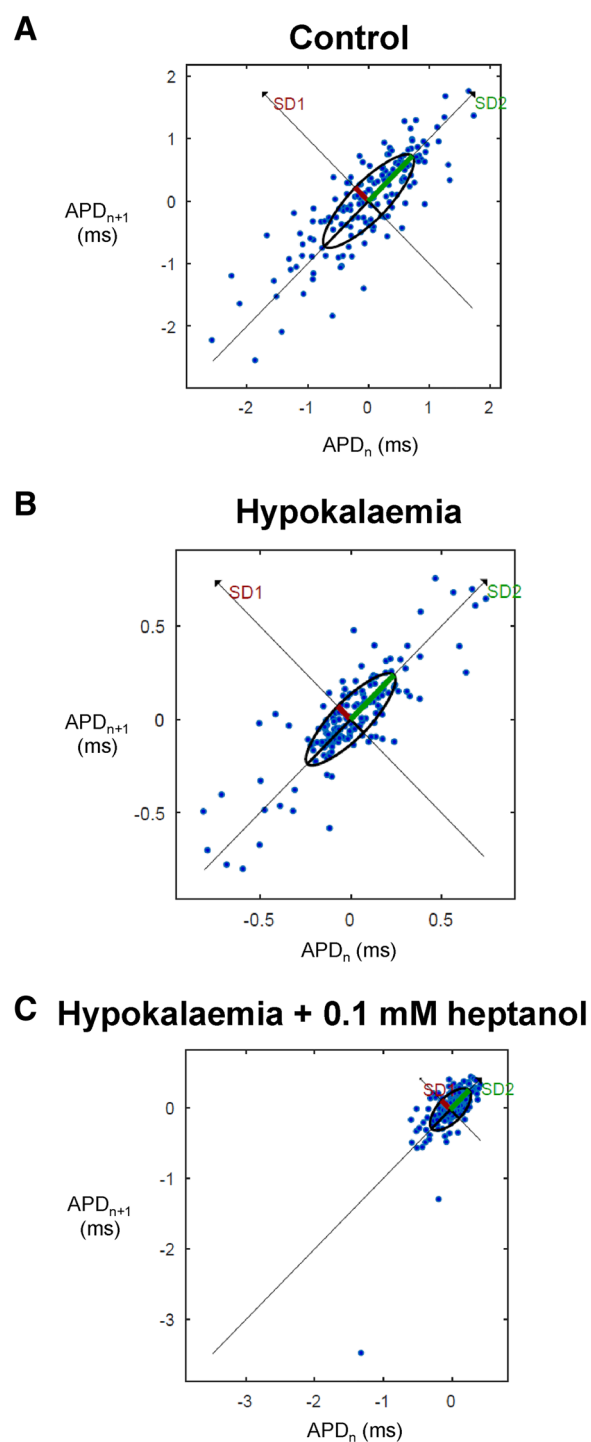 A
Control
2
SD1
SD2
1
APDn+1
(ms)
0
-1
-2
-2 -1 0 1 2
APDn (ms)
B
Hypokalaemia
SD1
SD2
0.5
APDn+1
(ms)
0
-0.5
-0.5 0 0.5
APDn (ms)
C Hypokalaemia + 0.1 mM heptanol
SD1 SD2
0
-1
APDn+1
(ms)
-2
-3
-3 -2 -1 0
APDn (ms)